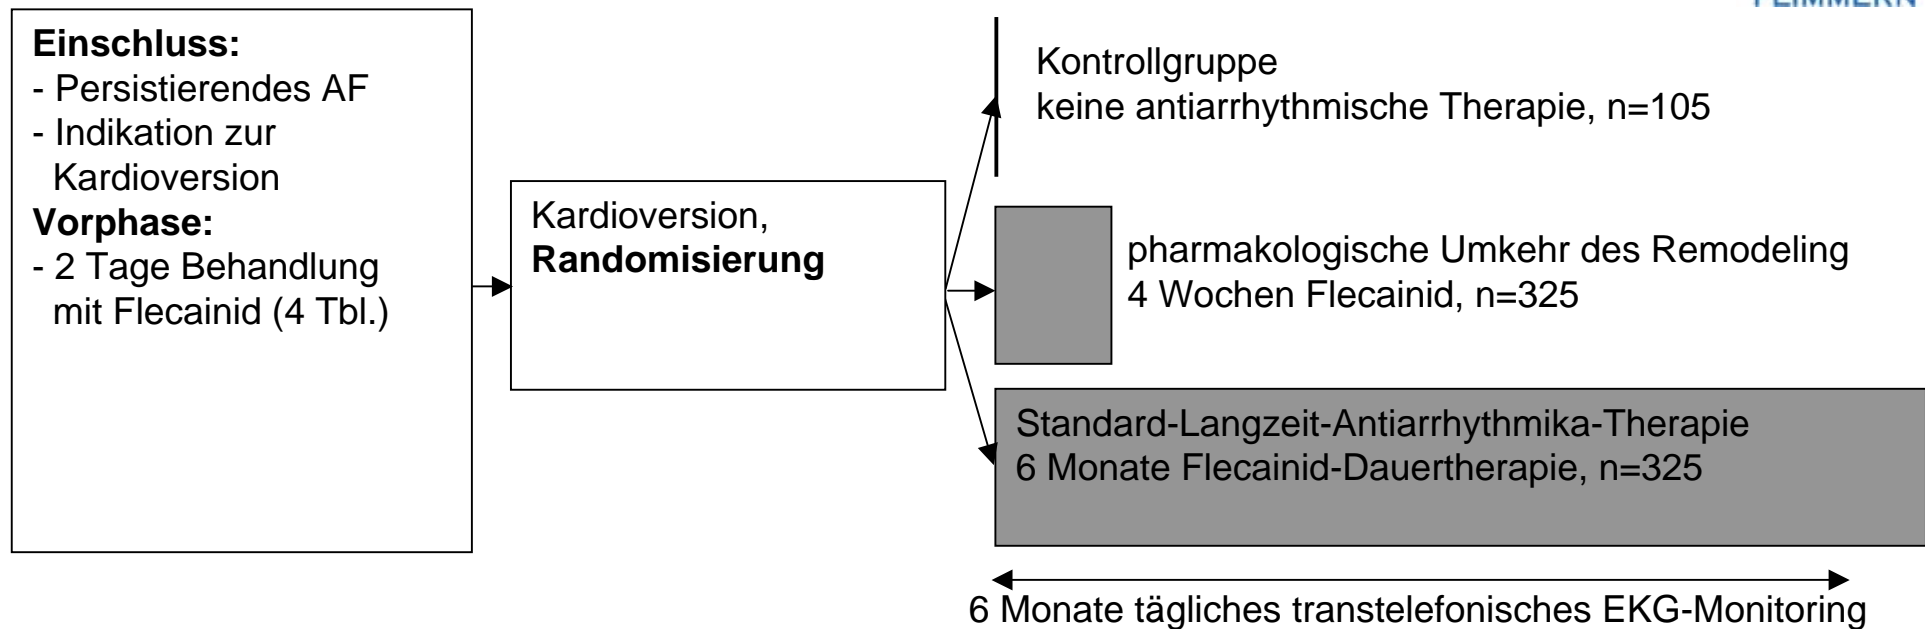 Einschluss:
- Persistierendes AF
- Indikation zur
Kardioversion
Vorphase:
- 2 Tage Behandlung
mit Flecainid (4 Tbl.)
Kardioversion,
Randomisierung
Kontrollgruppe
keine antiarrhythmische Therapie, n=105
pharmakologische Umkehr des Remodeling
4 Wochen Flecainid, n=325
Standard-Langzeit-Antiarrhythmika-Therapie
6 Monate Flecainid-Dauertherapie, n=325
6 Monate tägliches transtelefonisches EKG-Monitoring